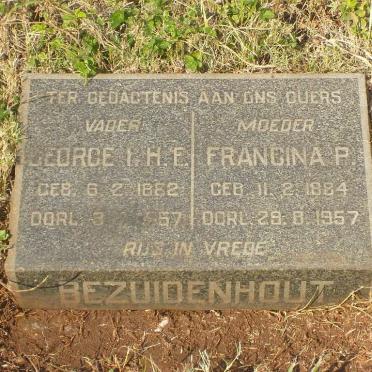 TER GEDAGTENIS AAN ONS OUERS
VADER
GEORGE I. H. E.
GEB. 6. 2. 1882
OORL.
MOEDER
FRANCINA P.
GEB. 11. 2. 1884
OORL. 29. 8. 1957
RUS IN VREDE
BEZUIDENHOUT